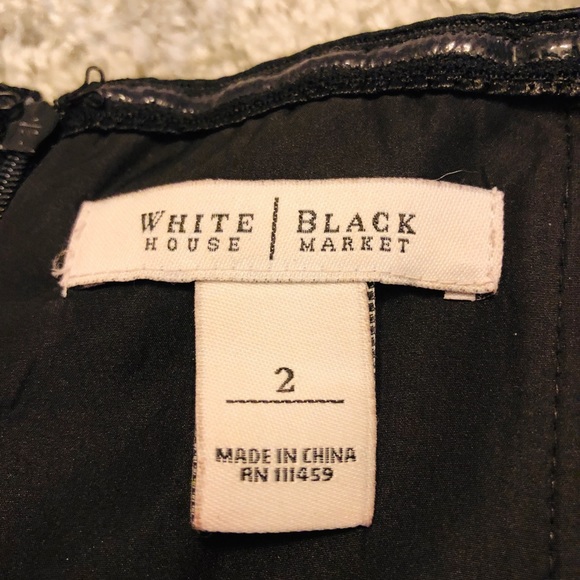 WHITE | BLACK
HOUSE | MARKET
2
MADE IN CHINA
RN 111459